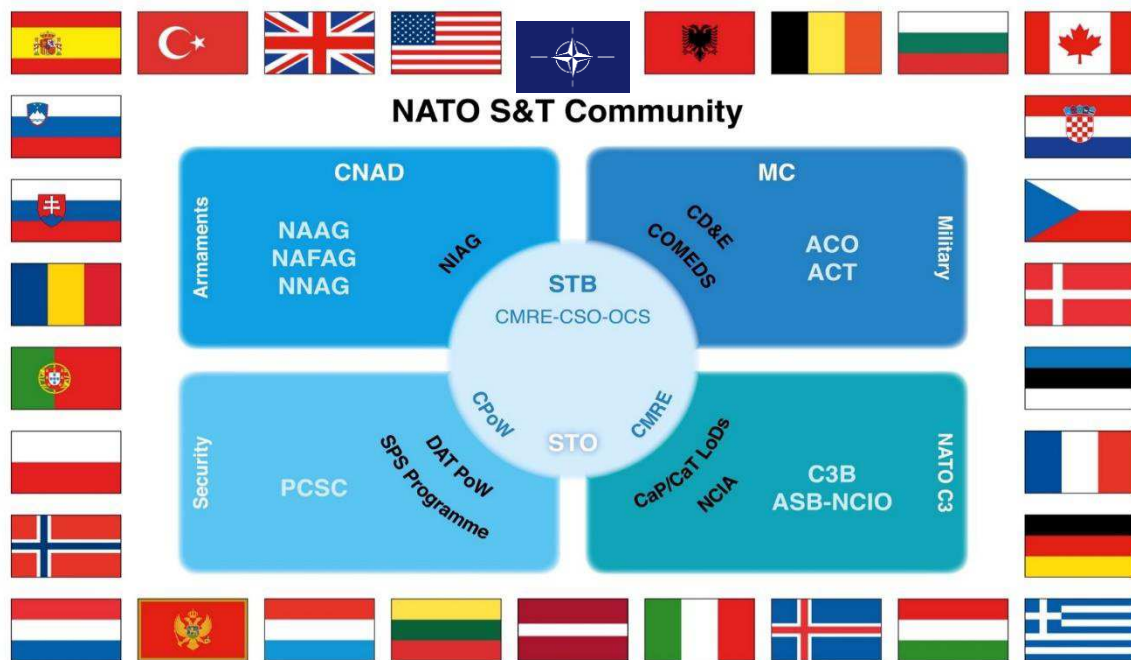 NATO S&T Community
CNAD
Armaments
NAAG
NAFAG
NNAG
NIAG
MC
CD&E
COMEDS
ACO
ACT
Military
STB
CMRE-CSO-OCS
CPoW
STO
CMRE
Security
PCSC
DAT PoW
SPS Programme
CaP/CaT LoDs
NCIA
C3B
ASB-NCIO
NATO C3